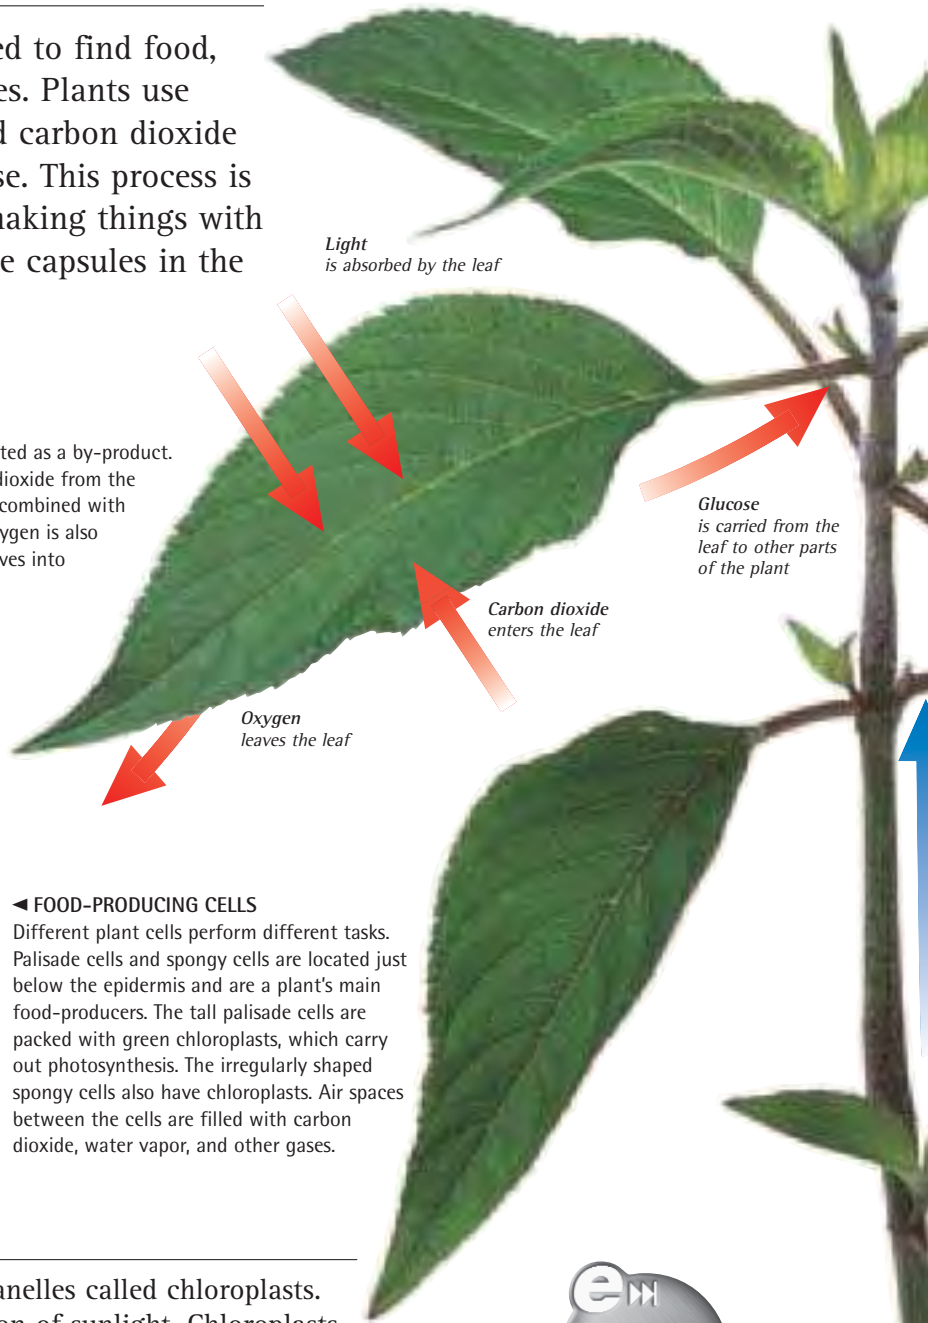 ed to find food,
es. Plants use
d carbon dioxide
se. This process is
making things with
e capsules in the
Light
is absorbed by the leaf
ted as a by-product.
dioxide from the
combined with
ygen is also
ves into
Glucose
is carried from the
leaf to other parts
of the plant
Carbon dioxide
enters the leaf
Oxygen
leaves the leaf
◄ FOOD-PRODUCING CELLS
Different plant cells perform different tasks.
Palisade cells and spongy cells are located just
below the epidermis and are a plant's main
food-producers. The tall palisade cells are
packed with green chloroplasts, which carry
out photosynthesis. The irregularly shaped
spongy cells also have chloroplasts. Air spaces
between the cells are filled with carbon
dioxide, water vapor, and other gases.
anelles called chloroplasts.
on of sunlight. Chloroplasts
e